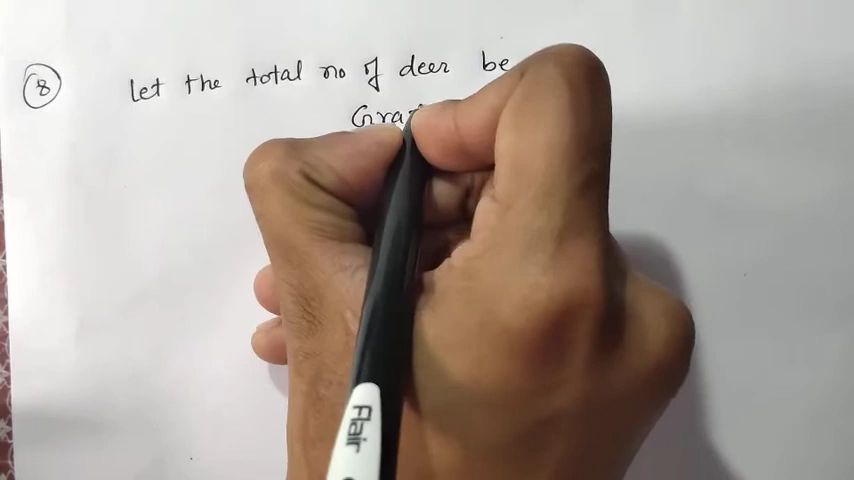 8 let the total no of deer be
Flair